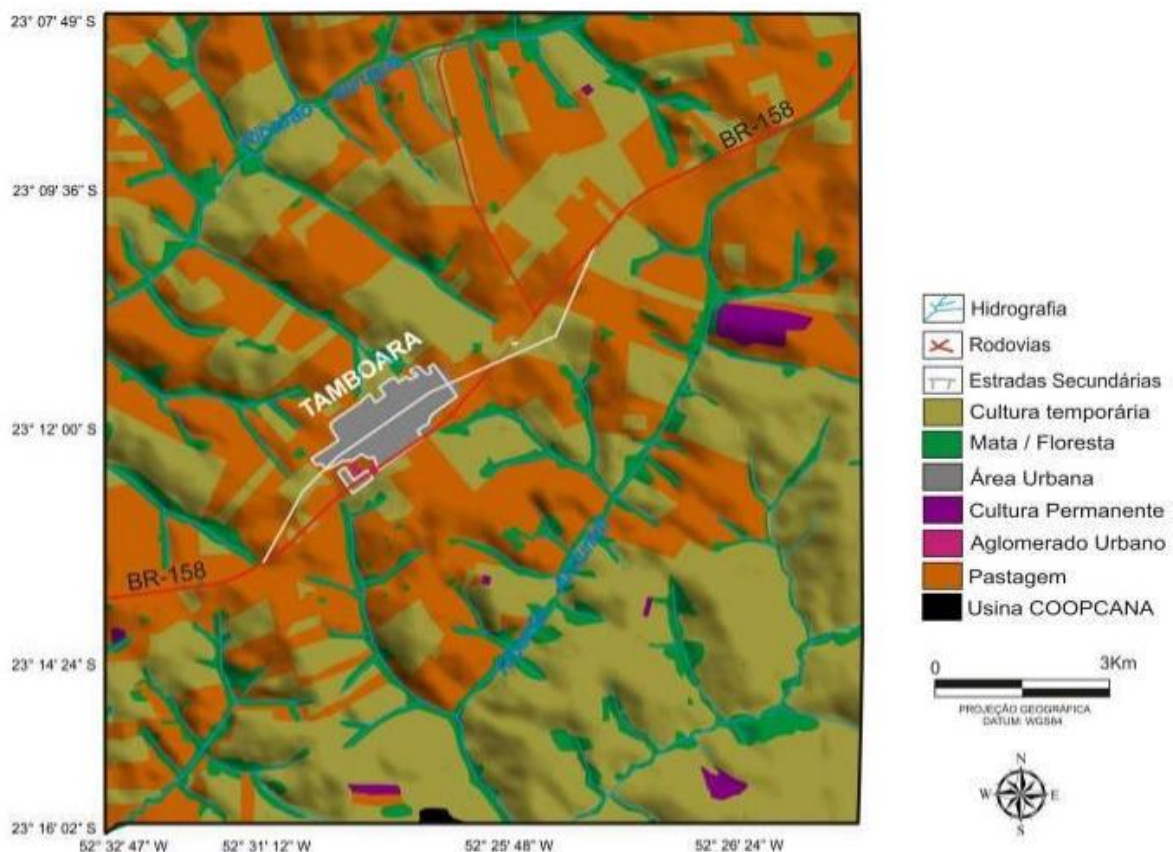 23° 07' 49" S
23° 09' 36" S
23° 12' 00" S
23° 14' 24" S
23° 16' 02" S
52° 32' 47" W
52° 31' 12" W
52° 25' 48" W
52° 26' 24" W
Ribeirão
BR-158
TAMBOARA
BR-158
Hidrografia
Rodovias
Estradas Secundárias
Cultura temporária
Mata / Floresta
Área Urbana
Cultura Permanente
Aglomerado Urbano
Pastagem
Usina COOPCANA
0 3Km
PROJEÇÃO GEOGRÁFICA
DATUM: WGS84
N
W E
S